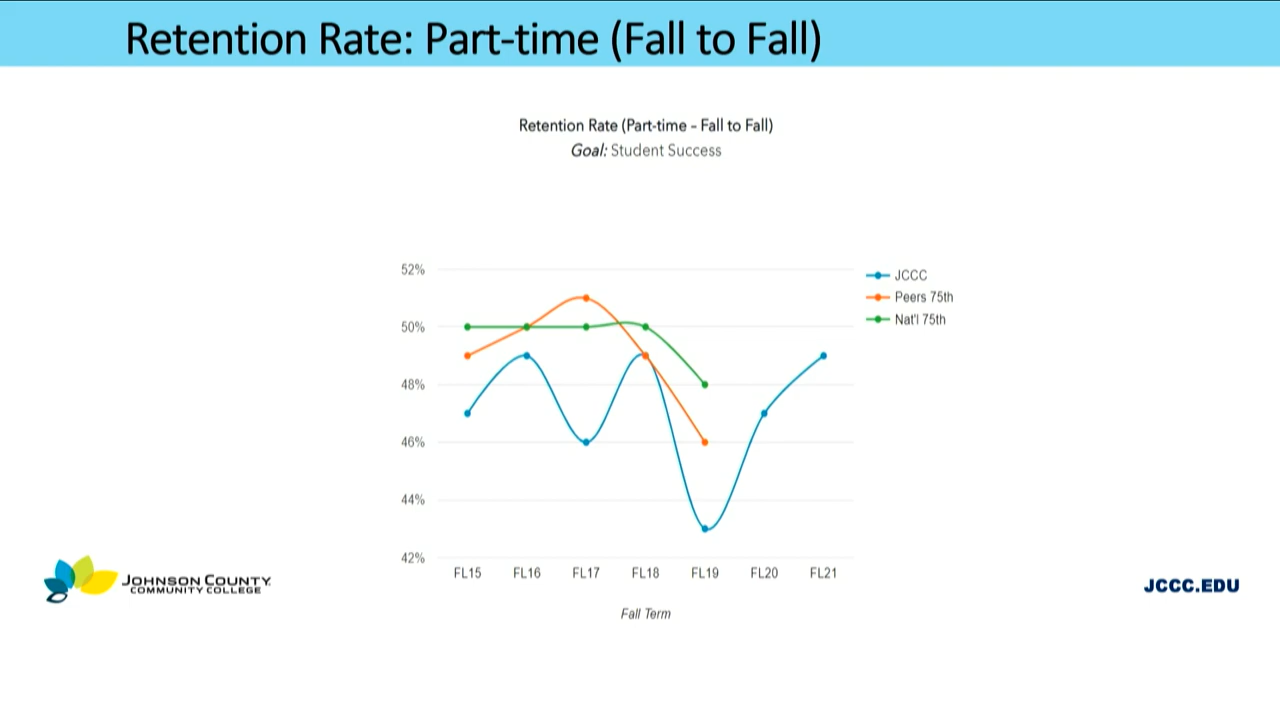 Retention Rate: Part-time (Fall to Fall)
Retention Rate (Part-time - Fall to Fall)
Goal: Student Success
52%
50%
48%
46%
44%
42%
FL15 FL16 FL17 FL18 FL19 FL20 FL21
Fall Term
JCCC
Peers 75th
Nat'l 75th
JOHNSON COUNTY
COMMUNITY COLLEGE
JCCC.EDU